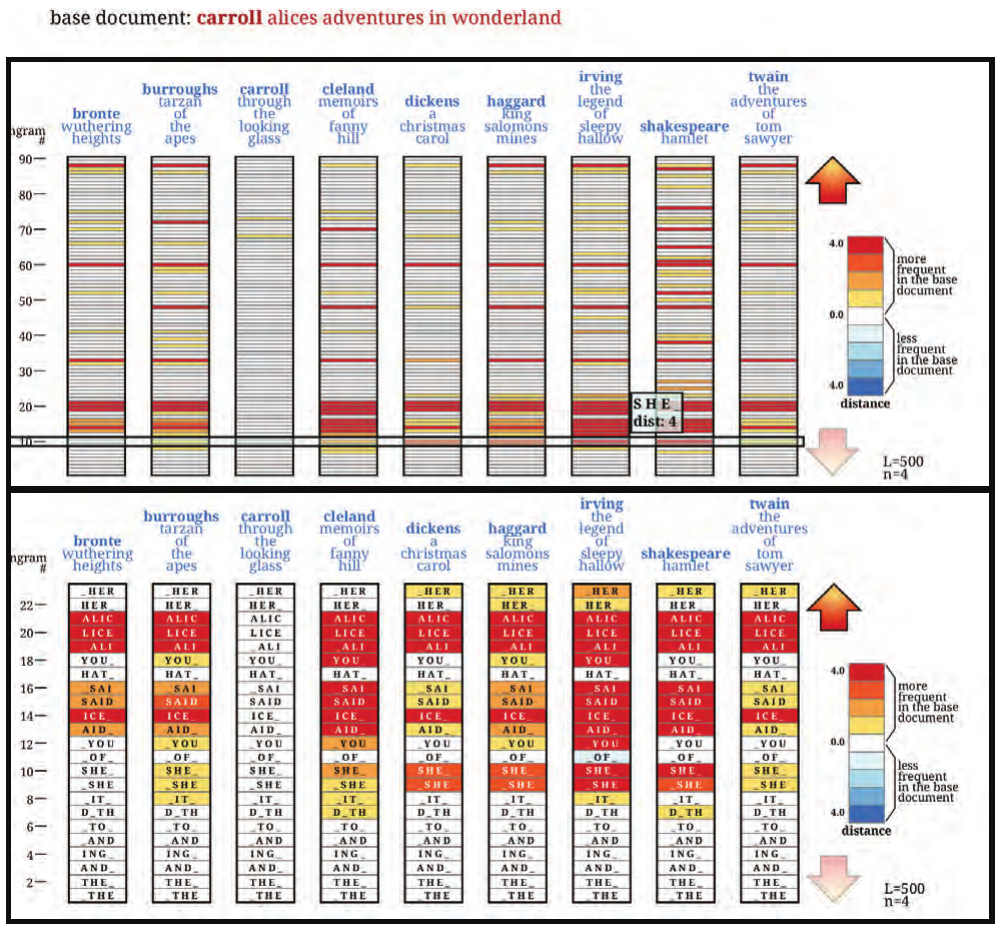 base document: carroll alices adventures in wonderland
ngram
#
bronte
wuthering
heights
burroughs
tarzan
of
the
apes
carroll
through
the
looking
glass
cleland
memoirs
of
fanny
hill
dickens
a
christmas
carol
haggard
king
salomons
mines
irving
the
legend
of
sleepy
hallow
shakespeare
hamlet
twain
the
adventures
of
tom
sawyer
90
80
70
60
50
40
30
20
10
S H E _
dist: 4
4.0
0.0
4.0
more
frequent
in the base
document
less
frequent
in the base
document
distance
L=500
n=4
ngram
#
bronte
wuthering
heights
burroughs
tarzan
of
the
apes
carroll
through
the
looking
glass
cleland
memoirs
of
fanny
hill
dickens
a
christmas
carol
haggard
king
salomons
mines
irving
the
legend
of
sleepy
hallow
shakespeare
hamlet
twain
the
adventures
of
tom
sawyer
_HER _HER _HER _HER _HER _HER _HER _HER _HER
22 HER_ HER_ HER_ HER_ HER_ HER_ HER_ HER_ HER_
ALIC ALIC ALIC ALIC ALIC ALIC ALIC ALIC ALIC
20 LICE LICE LICE LICE LICE LICE LICE LICE LICE
_ALI _ALI _ALI _ALI _ALI _ALI _ALI _ALI _ALI
18 YOU_ YOU_ YOU_ YOU_ YOU_ YOU_ YOU_ YOU_ YOU_
HAT_ HAT_ HAT_ HAT_ HAT_ HAT_ HAT_ HAT_ HAT_
16 _SAI _SAI _SAI _SAI _SAI _SAI _SAI _SAI _SAI
SAID SAID SAID SAID SAID SAID SAID SAID SAID
14 ICE_ ICE_ ICE_ ICE_ ICE_ ICE_ ICE_ ICE_ ICE_
AID_ AID_ AID_ AID_ AID_ AID_ AID_ AID_ AID_
12 _YOU _YOU _YOU _YOU _YOU _YOU _YOU _YOU _YOU
_OF_ _OF_ _OF_ _OF_ _OF_ _OF_ _OF_ _OF_ _OF_
10 SHE_ SHE_ SHE_ SHE_ SHE_ SHE_ SHE_ SHE_ SHE_
_SHE _SHE _SHE _SHE _SHE _SHE _SHE _SHE _SHE
8 _IT_ _IT_ _IT_ _IT_ _IT_ _IT_ _IT_ _IT_ _IT_
D_TH D_TH D_TH D_TH D_TH D_TH D_TH D_TH D_TH
6 _TO_ _TO_ _TO_ _TO_ _TO_ _TO_ _TO_ _TO_ _TO_
_AND _AND _AND _AND _AND _AND _AND _AND _AND
4 ING_ ING_ ING_ ING_ ING_ ING_ ING_ ING_ ING_
AND_ AND_ AND_ AND_ AND_ AND_ AND_ AND_ AND_
2 THE_ THE_ THE_ THE_ THE_ THE_ THE_ THE_ THE_
_THE _THE _THE _THE _THE _THE _THE _THE _THE
4.0
0.0
4.0
more
frequent
in the base
document
less
frequent
in the base
document
distance
L=500
n=4